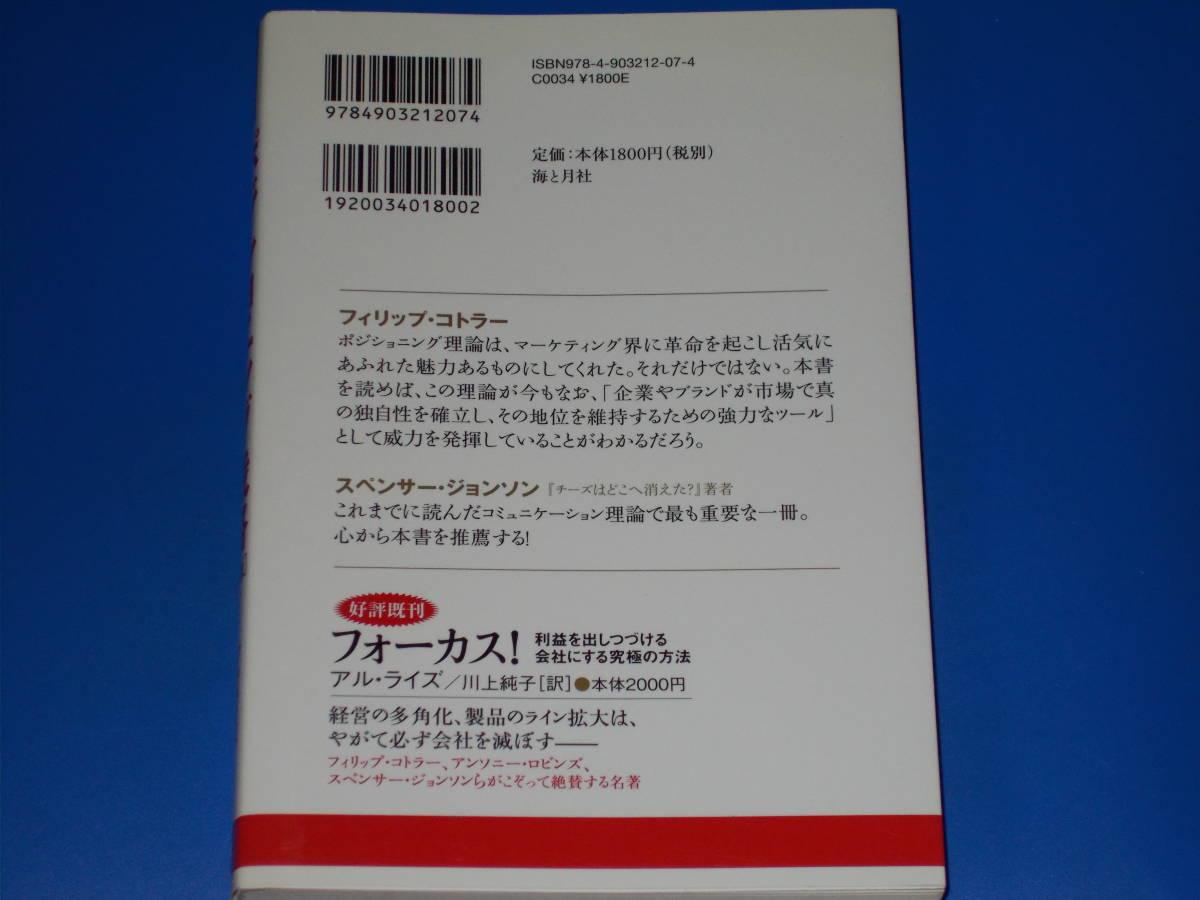 ISBN978-4-903212-07-4
C0034 ¥1800E
9784903212074
定価：本体1800円（税別）
海と月社
1920034018002
フィリップ・コトラー
ポジショニング理論は、マーケティング界に革命を起こし活気に
あふれた魅力あるものにしてくれた。それだけではない。本書
を読めば、この理論が今もなお、「企業やブランドが市場で真
の独自性を確立し、その地位を維持するための強力なツール」
として威力を発揮していることがわかるだろう。
スペンサー・ジョンソン 『チーズはどこへ消えた？』著者
これまでに読んだコミュニケーション理論で最も重要な一冊。
心から本書を推薦する！
好評既刊
フォーカス！ 利益を出しつづける
会社にする究極の方法
アル・ライズ／川上純子［訳］●本体2000円
経営の多角化、製品のライン拡大は、
やがて必ず会社を滅ぼす——
フィリップ・コトラー、アンソニー・ロビンズ、
スペンサー・ジョンソンらがこぞって絶賛する名著